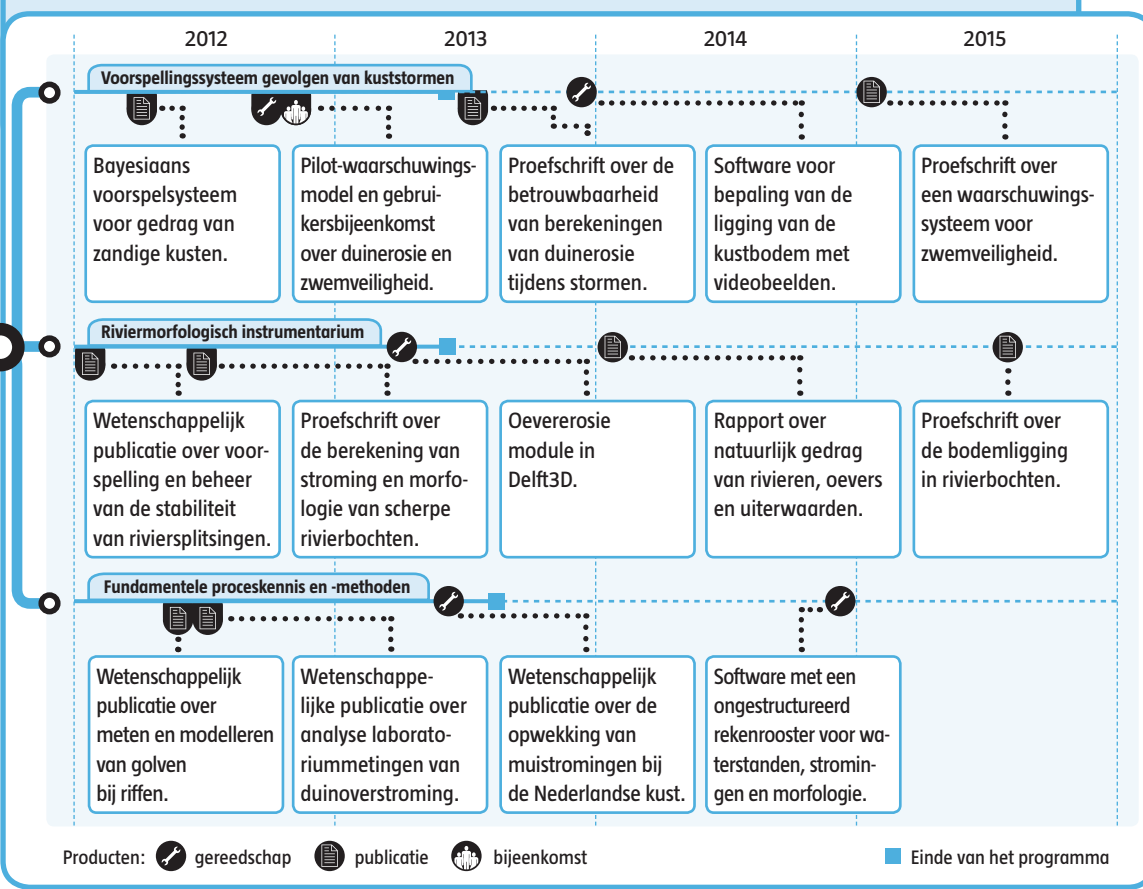 2012
2013
2014
2015
Voorspellingssysteem gevolgen van kuststormen
Bayesiaans
voorspelsysteem
voor gedrag van
zandige kusten.
Pilot-waarschuwings-
model en gebrui-
kersbijeenkomst
over duinerosie en
zwemveiligheid.
Proefschrift over de
betrouwbaarheid
van berekeningen
van duinerosie
tijdens stormen.
Software voor
bepaling van de
ligging van de
kustbodem met
videobeelden.
Proefschrift over
een waarschuwings-
systeem voor
zwemveiligheid.
Riviermorfologisch instrumentarium
Wetenschappelijk
publicatie over voor-
spelling en beheer
van de stabiliteit
van riviersplitsingen.
Proefschrift over
de berekening van
stroming en morfo-
logie van scherpe
rivierbochten.
Oevererosie
module in
Delft3D.
Rapport over
natuurlijk gedrag
van rivieren, oevers
en uiterwaarden.
Proefschrift over
de bodemligging
in rivierbochten.
Fundamentele proceskennis en -methoden
Wetenschappelijk
publicatie over
meten en modelleren
van golven
bij riffen.
Wetenschappe-
lijke publicatie over
analyse laborato-
riummetingen van
duinoverstroming.
Wetenschappelijk
publicatie over de
opwekking van
muistromingen bij
de Nederlandse kust.
Software met een
ongestructureerd
rekenrooster voor wa-
terstanden, stromin-
gen en morfologie.
Producten: gereedschap publicatie bijeenkomst
Einde van het programma